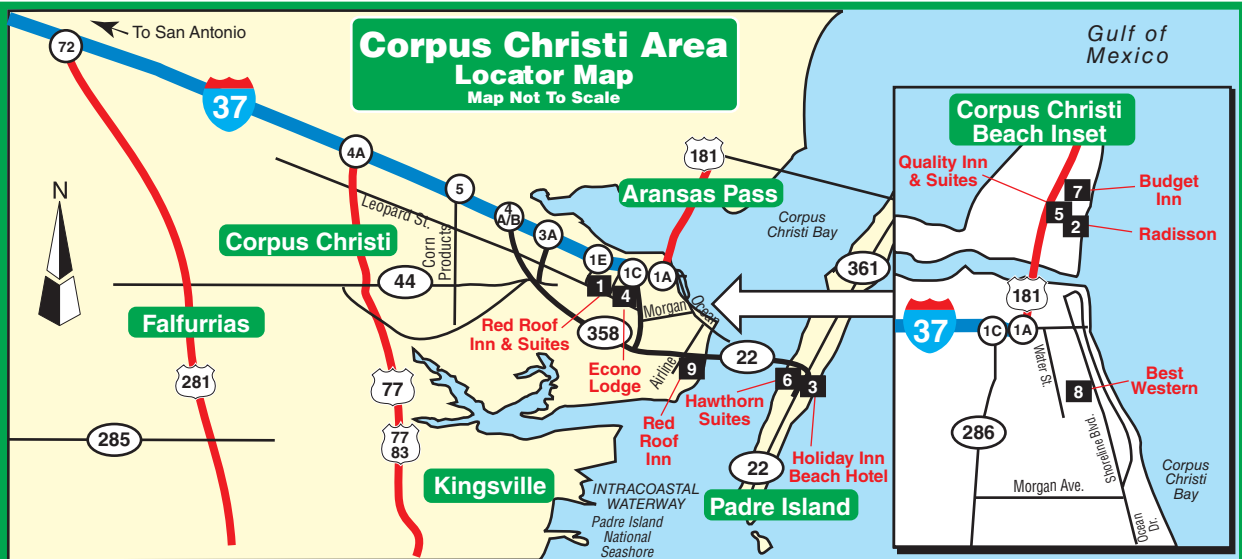 To San Antonio
72
37
Corpus Christi Area
Locator Map
Map Not To Scale
Gulf of
Mexico
N
4A
5
4
A/B
3A
1E
1C
1A
181
Aransas Pass
Corpus
Christi Bay
361
Leopard St.
Corpus Christi
Corn
Products
44
1
4
Morgan
Ocean
Falfurrias
Red Roof
Inn & Suites
358
22
Econo
Lodge
Airline
9
6
3
Hawthorn
Suites
281
77
Red
Roof
Inn
285
77
83
Holiday Inn
Beach Hotel
22
Kingsville
INTRACOASTAL
WATERWAY
Padre Island
Padre Island
National
Seashore
Corpus Christi
Beach Inset
Quality Inn
& Suites
7
Budget
Inn
5
2
Radisson
181
37
1C
1A
Water St.
8
Best
Western
286
Shoreline Blvd.
Corpus
Christi
Bay
Morgan Ave.
Ocean
Dr.